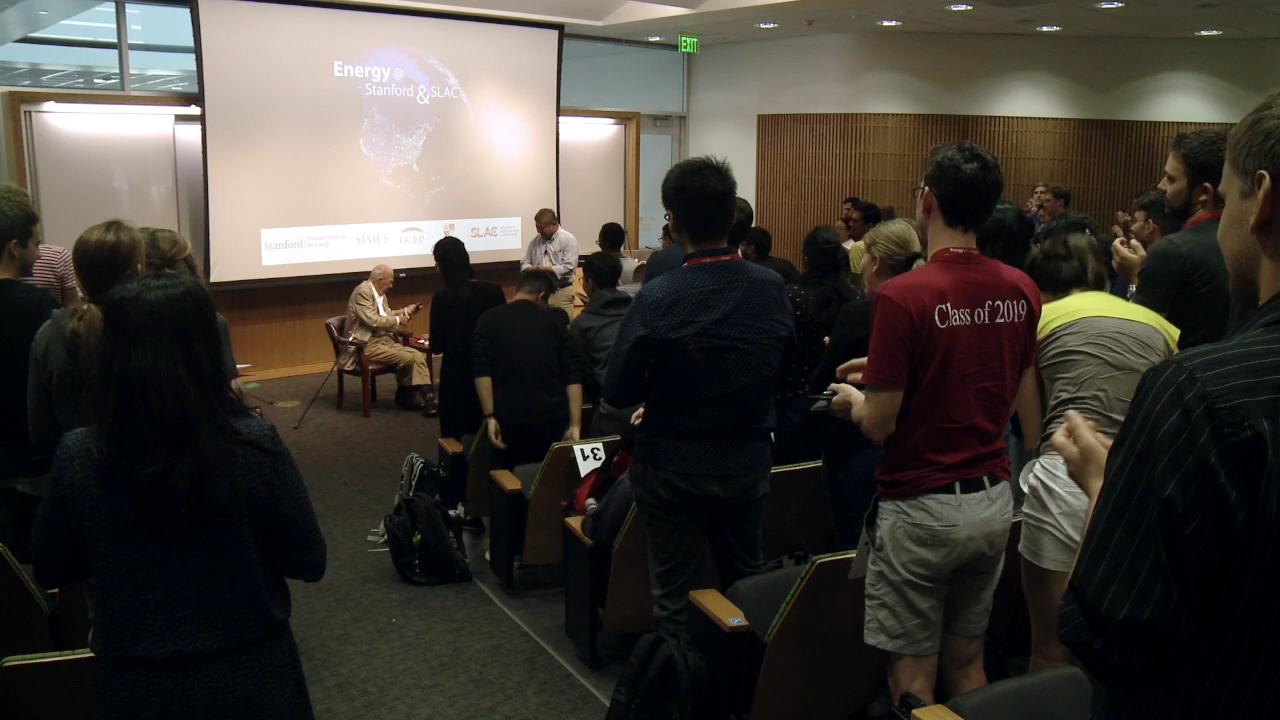 EXIT
Energy @
Stanford & SLAC
Stanford
SIMES
GCEP
SLAC
Class of 2019
31